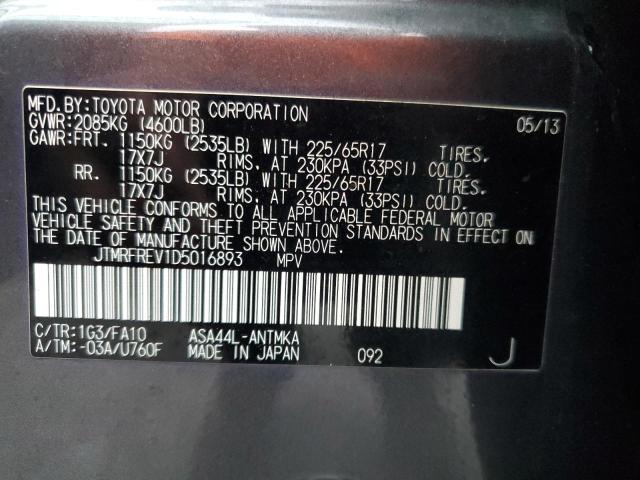 MFD.BY:TOYOTA MOTOR CORPORATION 05/13
GVWR:2085KG (4600LB)
GAWR:FRT. 1150KG (2535LB) WITH 225/65R17 TIRES.
17X7J RIMS. AT 230KPA (33PSI) COLD.
RR. 1150KG (2535LB) WITH 225/65R17 TIRES.
17X7J RIMS. AT 230KPA (33PSI) COLD.
THIS VEHICLE CONFORMS TO ALL APPLICABLE FEDERAL MOTOR
VEHICLE SAFETY AND THEFT PREVENTION STANDARDS IN EFFECT ON
THE DATE OF MANUFACTURE SHOWN ABOVE.
JTMRFREV1D5016893 MPV
C/TR:1G3/FA10 ASA44L-ANTMKA
A/TM:-03A/U760F MADE IN JAPAN 092 J